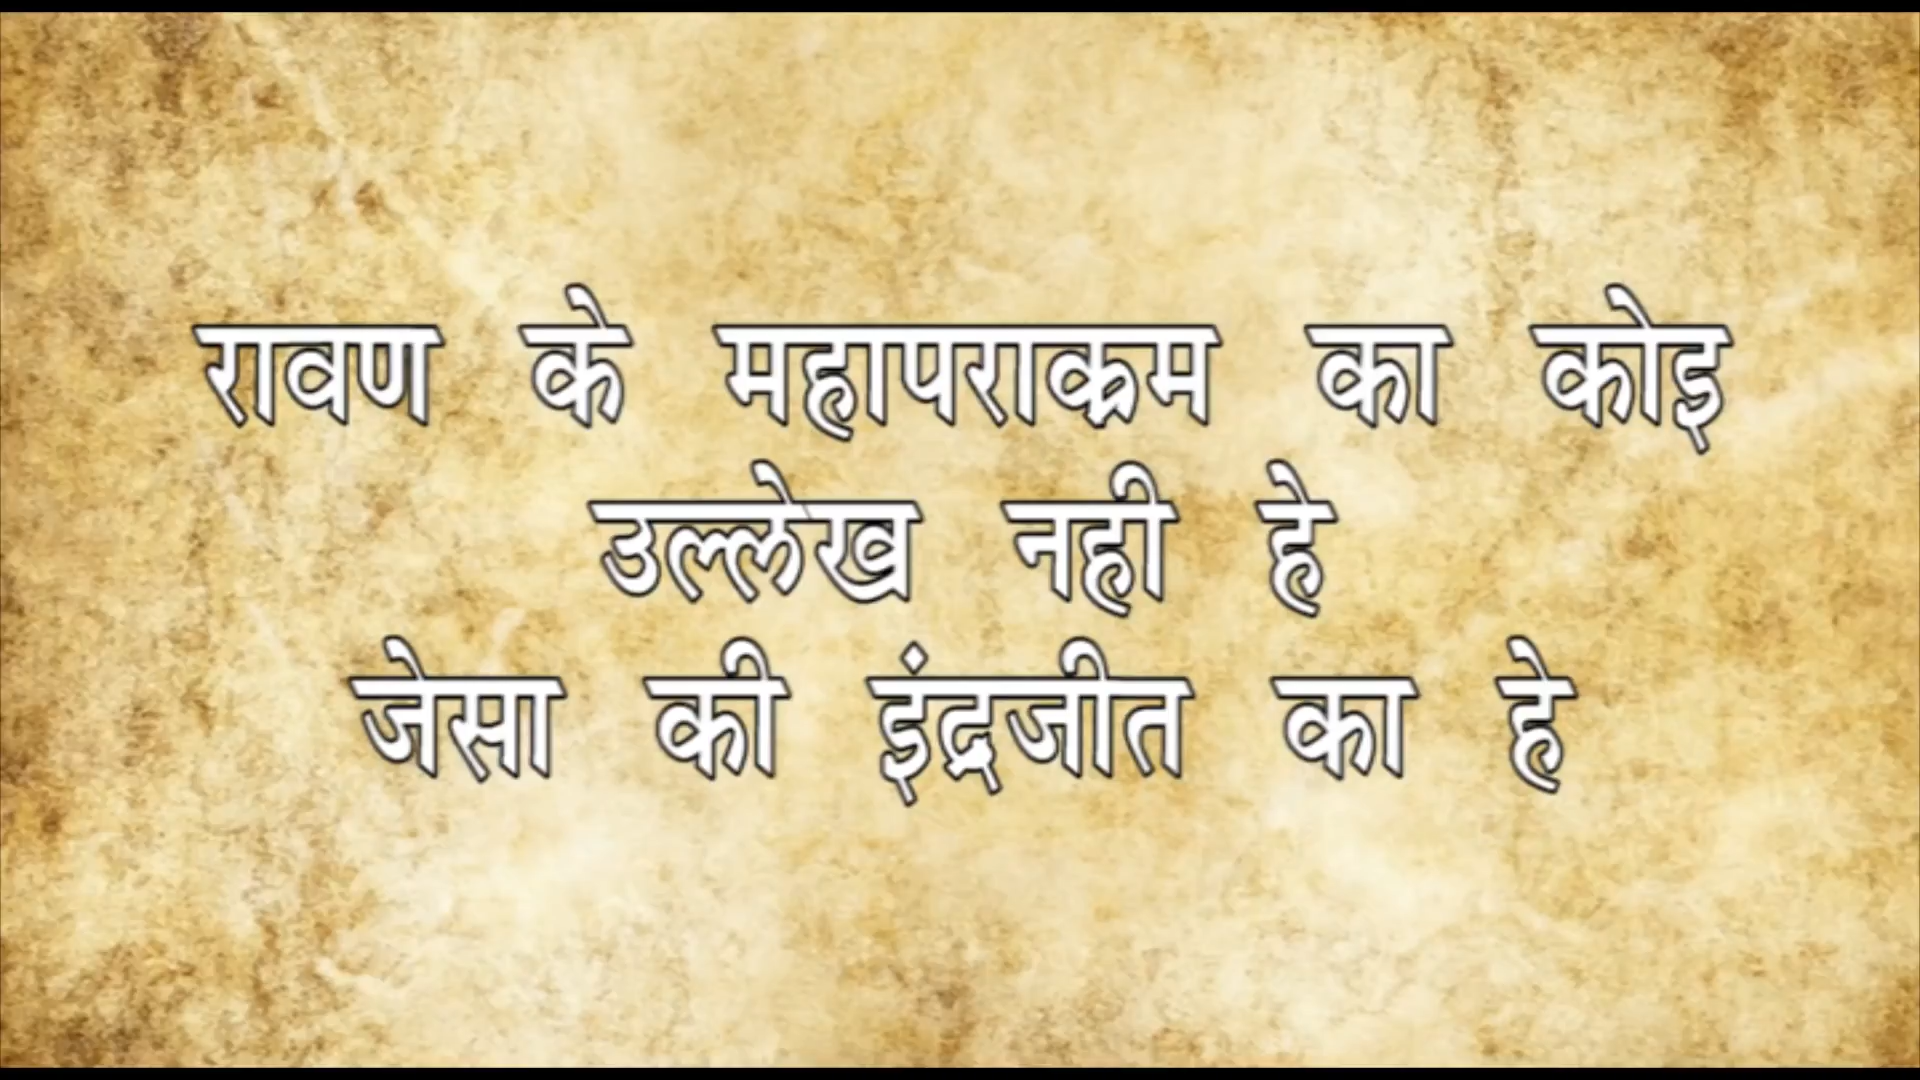 रावण के महापराक्रम का कोइ
उल्लेख नही हे
जेसा की इंद्रजीत का हे